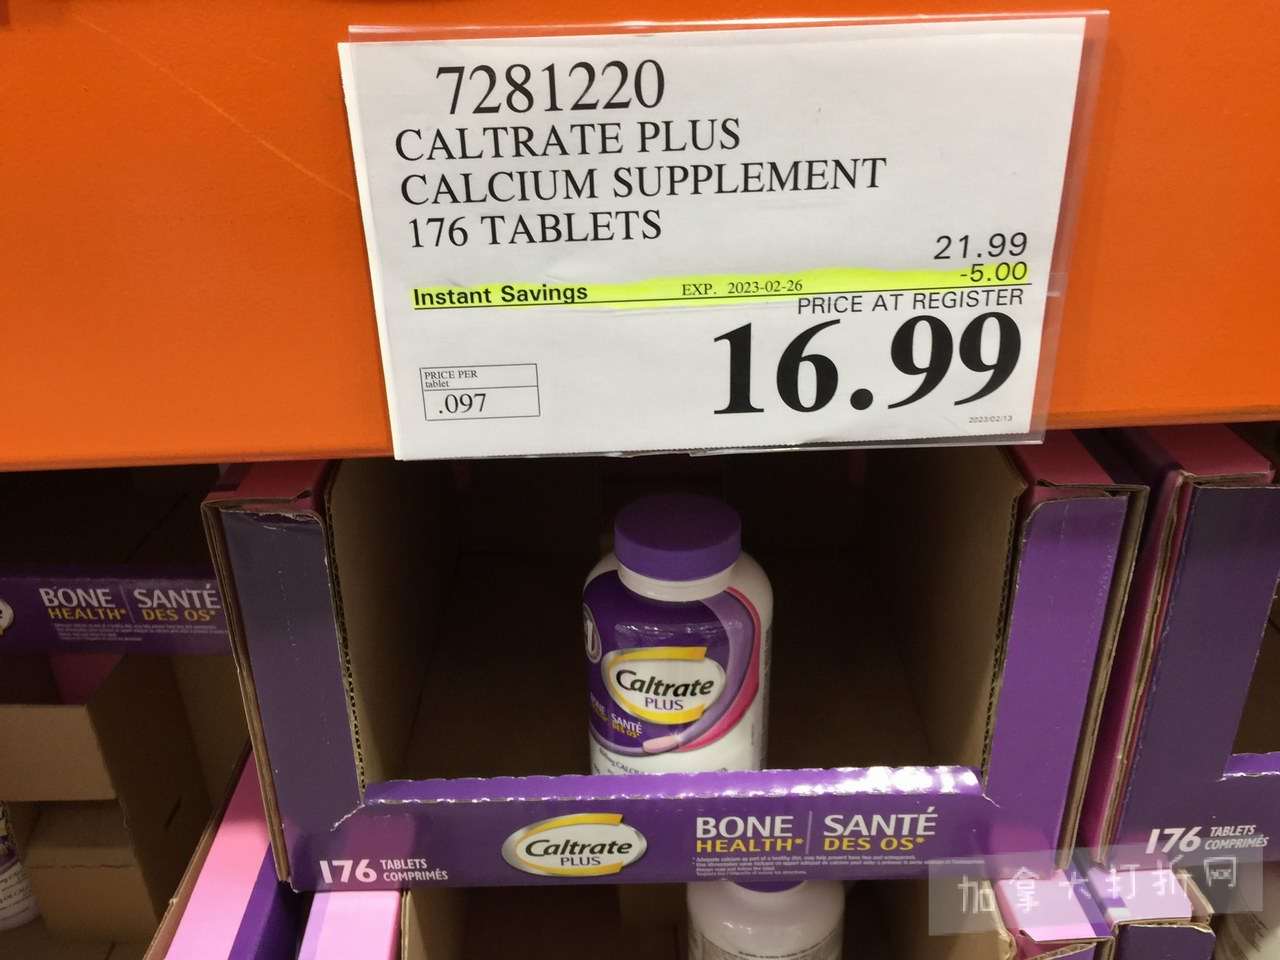 7281220
CALTRATE PLUS
CALCIUM SUPPLEMENT
176 TABLETS
21.99
Instant Savings EXP. 2023-02-26 -5.00
PRICE AT REGISTER
16.99
PRICE PER
tablet
.097
2023/02/13
BONE HEALTH* | SANTÉ DES OS*
Caltrate
PLUS
SANTÉ
DES OS*
176 TABLETS
COMPRIMÉS
Caltrate
PLUS
BONE HEALTH* | SANTÉ DES OS*
176 TABLETS
COMPRIMÉS
加拿大打折网